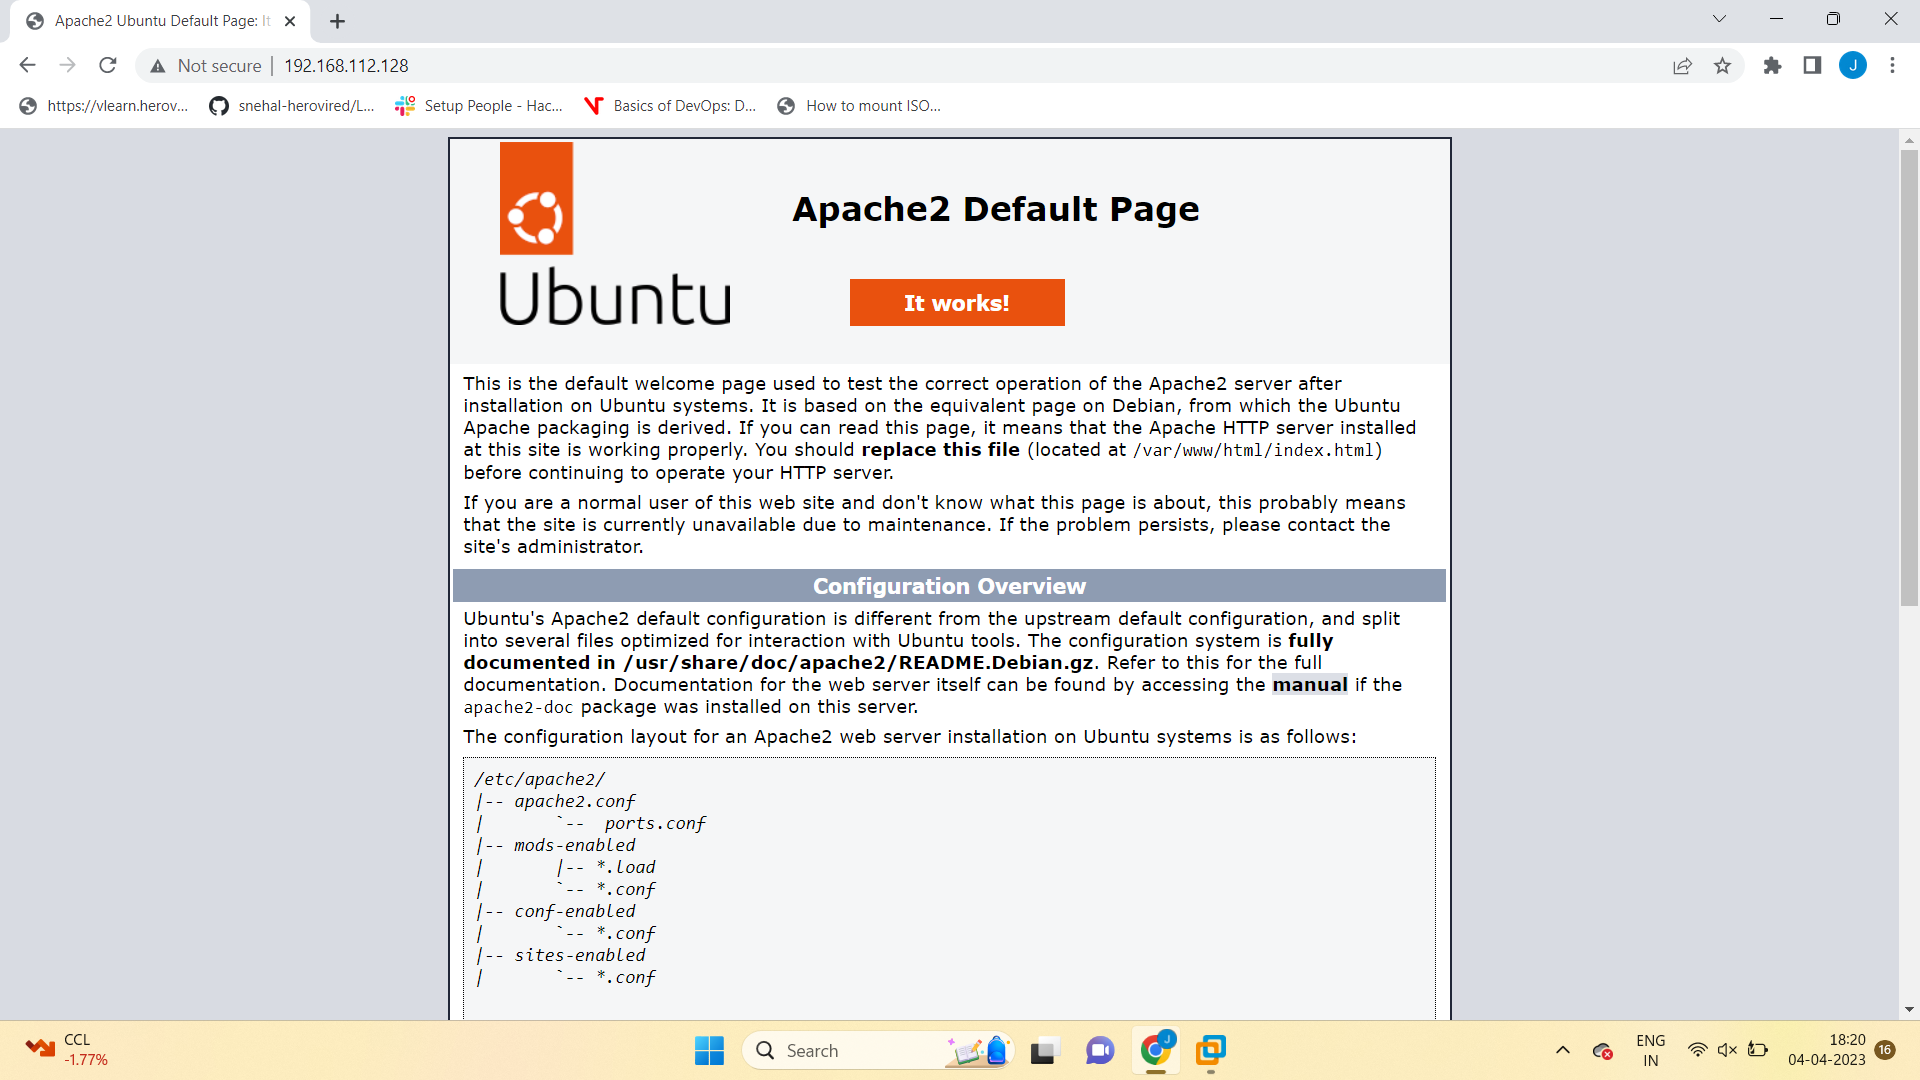 Apache2 Ubuntu Default Page: It
Not secure
192.168.112.128
J
https://vlearn.herov...
snehal-herovired/L...
Setup People - Hac...
Basics of DevOps: D...
How to mount ISO...
Apache2 Default Page
Ubuntu
It works!
This is the default welcome page used to test the correct operation of the Apache2 server after
installation on Ubuntu systems. It is based on the equivalent page on Debian, from which the Ubuntu
Apache packaging is derived. If you can read this page, it means that the Apache HTTP server installed
at this site is working properly. You should replace this file (located at /var/www/html/index.html)
before continuing to operate your HTTP server.
If you are a normal user of this web site and don't know what this page is about, this probably means
that the site is currently unavailable due to maintenance. If the problem persists, please contact the
site's administrator.
Configuration Overview
Ubuntu's Apache2 default configuration is different from the upstream default configuration, and split
into several files optimized for interaction with Ubuntu tools. The configuration system is fully
documented in /usr/share/doc/apache2/README.Debian.gz. Refer to this for the full
documentation. Documentation for the web server itself can be found by accessing the manual if the
apache2-doc package was installed on this server.
The configuration layout for an Apache2 web server installation on Ubuntu systems is as follows:
/etc/apache2/
|-- apache2.conf
|       `--  ports.conf
|-- mods-enabled
|       |-- *.load
|       `-- *.conf
|-- conf-enabled
|       `-- *.conf
|-- sites-enabled
|       `-- *.conf
CCL
-1.77%
Search
J
ENG
IN
18:20
04-04-2023
16